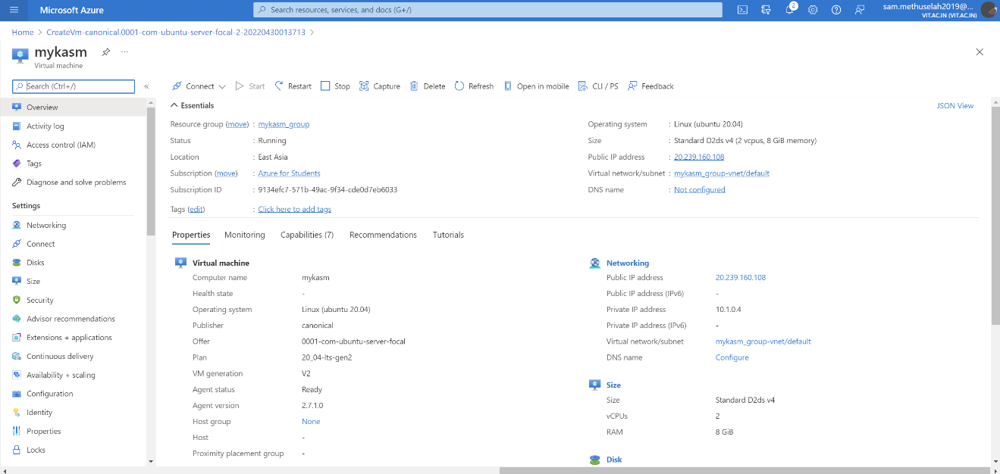 Microsoft Azure
Search resources, services, and docs (G+/)
2
sam.methuselah2019@...
VIT.AC.IN (VIT.AC.IN)
Home > CreateVm-canonical.0001-com-ubuntu-server-focal-2-20220430013713 >
mykasm
...
Virtual machine
Search (Ctrl+/)
«
Overview
Activity log
Access control (IAM)
Tags
Diagnose and solve problems
Settings
Networking
Connect
Disks
Size
Security
Advisor recommendations
Extensions + applications
Continuous delivery
Availability + scaling
Configuration
Identity
Properties
Locks
Connect Start Restart Stop Capture Delete Refresh Open in mobile CLI / PS Feedback
Essentials
JSON View
Resource group (move) : mykasm_group
Status : Running
Location : East Asia
Subscription (move) : Azure for Students
Subscription ID : 9134efc7-571b-49ac-9f34-cde0d7eb6033
Tags (edit) : Click here to add tags
Operating system : Linux (ubuntu 20.04)
Size : Standard D2ds v4 (2 vcpus, 8 GiB memory)
Public IP address : 20.239.160.108
Virtual network/subnet : mykasm_group-vnet/default
DNS name : Not configured
Properties Monitoring Capabilities (7) Recommendations Tutorials
Virtual machine
Computer name mykasm
Health state -
Operating system Linux (ubuntu 20.04)
Publisher canonical
Offer 0001-com-ubuntu-server-focal
Plan 20_04-lts-gen2
VM generation V2
Agent status Ready
Agent version 2.7.1.0
Host group None
Host -
Proximity placement group -
Networking
Public IP address 20.239.160.108
Public IP address (IPv6) -
Private IP address 10.1.0.4
Private IP address (IPv6) -
Virtual network/subnet mykasm_group-vnet/default
DNS name Configure
Size
Size Standard D2ds v4
vCPUs 2
RAM 8 GiB
Disk